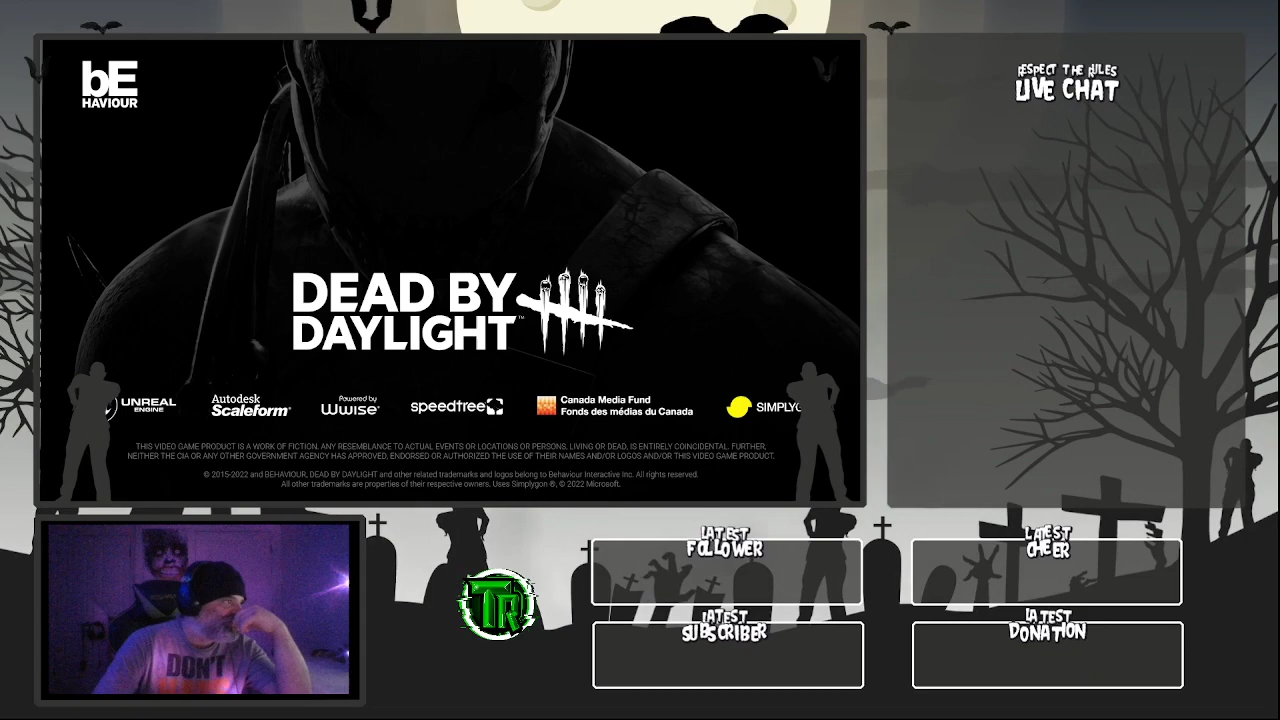 bE
HAVIOUR
RESPECT THE RULES
LIVE CHAT
DEAD BY
DAYLIGHT™
UNREAL
ENGINE
Autodesk
Scaleform®
Powered by
Wwise®
speedtree
Canada Media Fund
Fonds des médias du Canada
SIMPLYG
THIS VIDEO GAME PRODUCT IS A WORK OF FICTION. ANY RESEMBLANCE TO ACTUAL EVENTS OR LOCATIONS OR PERSONS, LIVING OR DEAD, IS ENTIRELY COINCIDENTAL. FURTHER,
NEITHER THE CIA OR ANY OTHER GOVERNMENT AGENCY HAS APPROVED, ENDORSED OR AUTHORIZED THE USE OF THEIR NAMES AND/OR LOGOS AND/OR THIS VIDEO GAME PRODUCT.
© 2015-2022 and BEHAVIOUR, DEAD BY DAYLIGHT and other related trademarks and logos belong to Behaviour Interactive Inc. All rights reserved.
All other trademarks are properties of their respective owners. Uses Simplygon ®, © 2022 Microsoft.
LATEST
FOLLOWER
LATEST
CHEER
TR
LATEST
SUBSCRIBER
LATEST
DONATION
DON'T